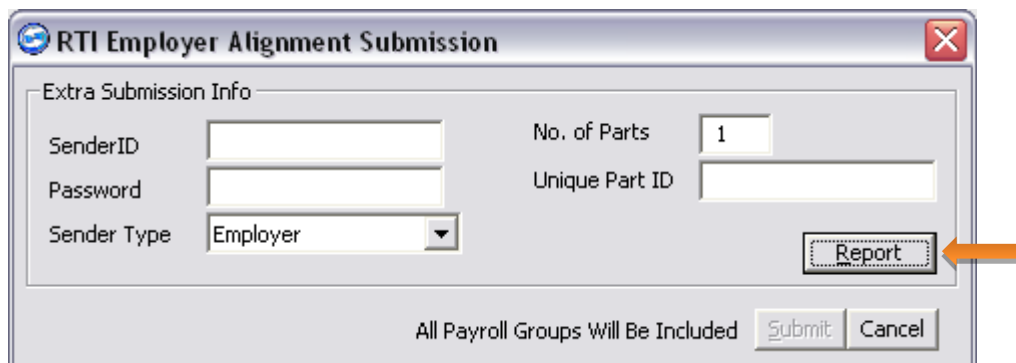 RTI Employer Alignment Submission
Extra Submission Info
SenderID
No. of Parts 1
Password
Unique Part ID
Sender Type Employer
Report
All Payroll Groups Will Be Included Submit Cancel